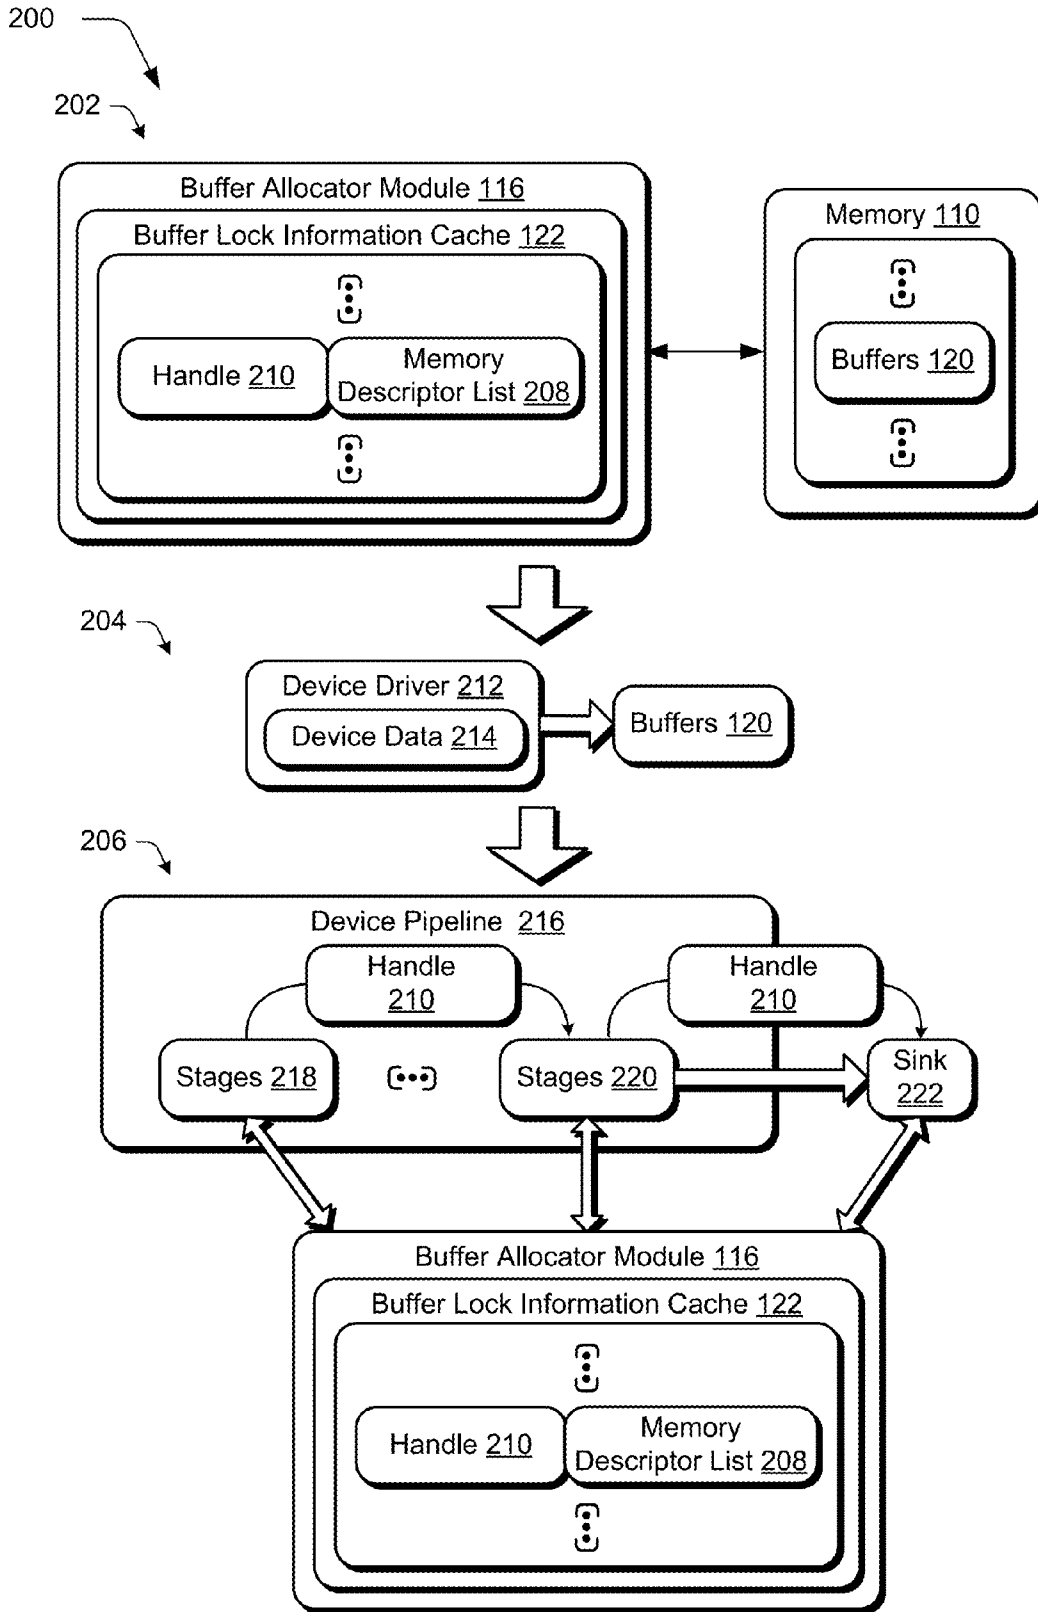 200
202
Buffer Allocator Module 116
Buffer Lock Information Cache 122
Handle 210
Memory
Descriptor List 208
Memory 110
Buffers 120
204
Device Driver 212
Device Data 214
Buffers 120
206
Device Pipeline 216
Handle
210
Handle
210
Stages 218
Stages 220
Sink
222
Buffer Allocator Module 116
Buffer Lock Information Cache 122
Handle 210
Memory
Descriptor List 208